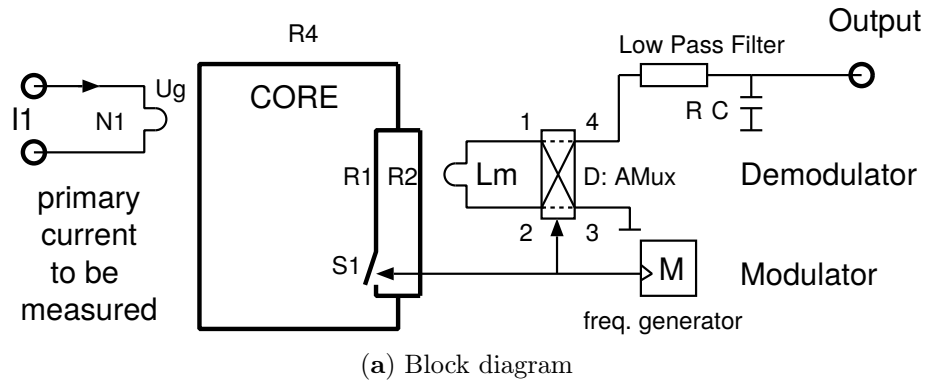 Output
R4
Low Pass Filter
CORE
Ug
I1
N1
R C
1
4
R1
R2
Lm
D: AMux
Demodulator
primary
current
to be
measured
2
3
S1
M
Modulator
freq. generator
(a) Block diagram